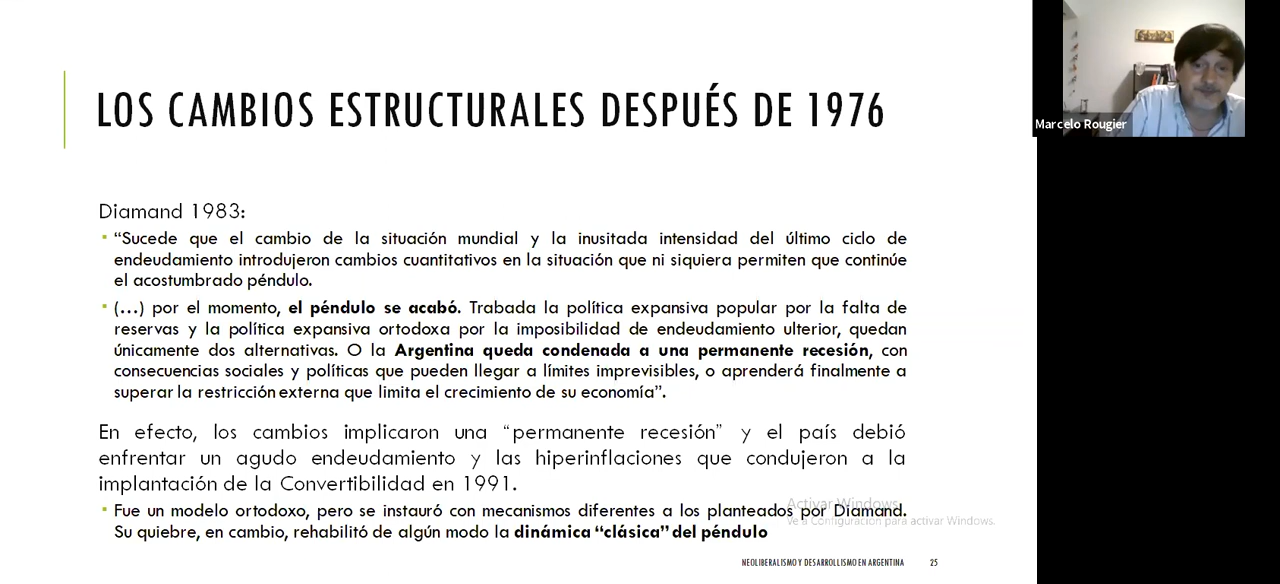 LOS CAMBIOS ESTRUCTURALES DESPUÉS DE 1976
Marcelo Rougier
Diamand 1983:
▪ “Sucede que el cambio de la situación mundial y la inusitada intensidad del último ciclo de
endeudamiento introdujeron cambios cuantitativos en la situación que ni siquiera permiten que continúe
el acostumbrado péndulo.
▪ (…) por el momento, el péndulo se acabó. Trabada la política expansiva popular por la falta de
reservas y la política expansiva ortodoxa por la imposibilidad de endeudamiento ulterior, quedan
únicamente dos alternativas. O la Argentina queda condenada a una permanente recesión, con
consecuencias sociales y políticas que pueden llegar a límites imprevisibles, o aprenderá finalmente a
superar la restricción externa que limita el crecimiento de su economía”.
En efecto, los cambios implicaron una “permanente recesión” y el país debió
enfrentar un agudo endeudamiento y las hiperinflaciones que condujeron a la
implantación de la Convertibilidad en 1991.
▪ Fue un modelo ortodoxo, pero se instauró con mecanismos diferentes a los planteados por Diamand.
Su quiebre, en cambio, rehabilitó de algún modo la dinámica “clásica” del péndulo
Activar Windows
Ve a Configuración para activar Windows.
NEOLIBERALISMO Y DESARROLLISMO EN ARGENTINA 25